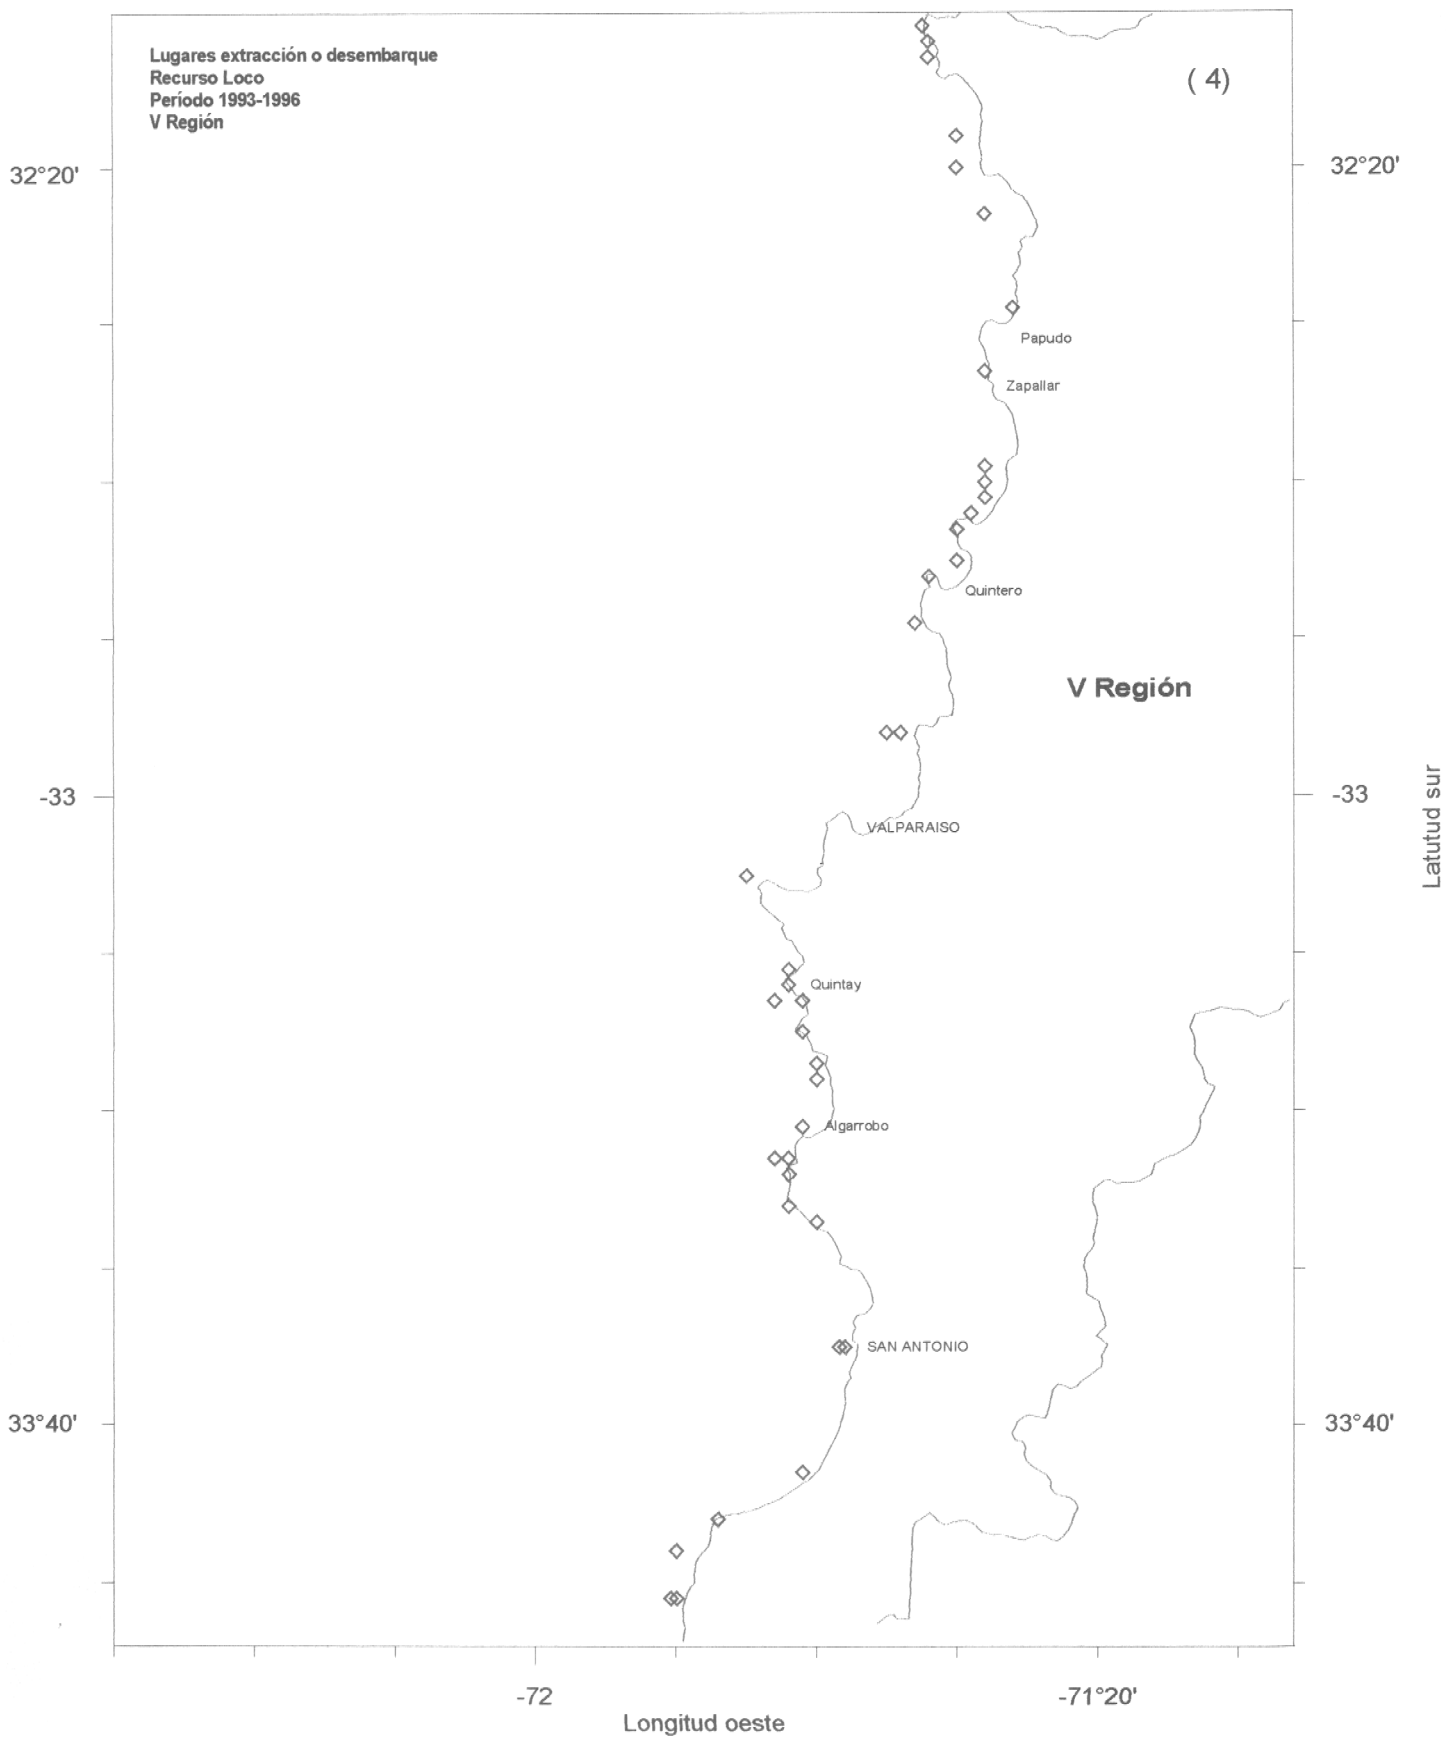 Lugares extracción o desembarque
Recurso Loco
Período 1993-1996
V Región
( 4)
32°20'
32°20'
Papudo
Zapallar
Quintero
V Región
-33
-33
Latutud sur
VALPARAISO
Quintay
Algarrobo
SAN ANTONIO
33°40'
33°40'
-72
-71°20'
Longitud oeste